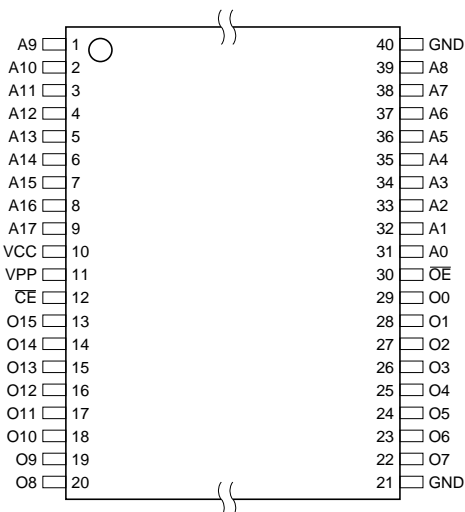 A9 1 40 GND
A10 2 39 A8
A11 3 38 A7
A12 4 37 A6
A13 5 36 A5
A14 6 35 A4
A15 7 34 A3
A16 8 33 A2
A17 9 32 A1
VCC 10 31 A0
VPP 11 30 O̅E̅
C̅E̅ 12 29 O0
O15 13 28 O1
O14 14 27 O2
O13 15 26 O3
O12 16 25 O4
O11 17 24 O5
O10 18 23 O6
O9 19 22 O7
O8 20 21 GND